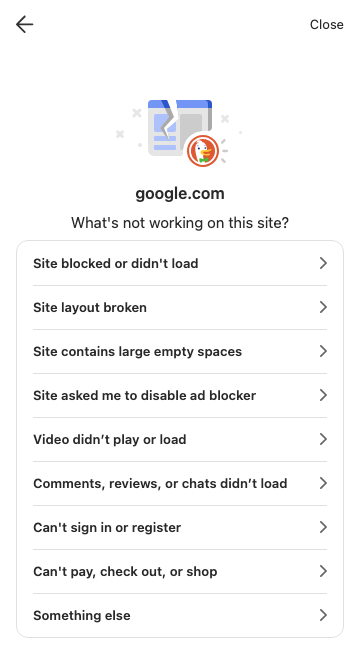 Close
google.com
What's not working on this site?
Site blocked or didn't load
Site layout broken
Site contains large empty spaces
Site asked me to disable ad blocker
Video didn’t play or load
Comments, reviews, or chats didn’t load
Can't sign in or register
Can't pay, check out, or shop
Something else